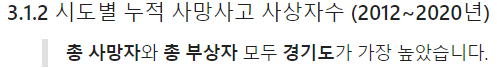 3.1.2 시도별 누적 사망사고 사상자수 (2012~2020년)
총 사망자와 총 부상자 모두 경기도가 가장 높았습니다.